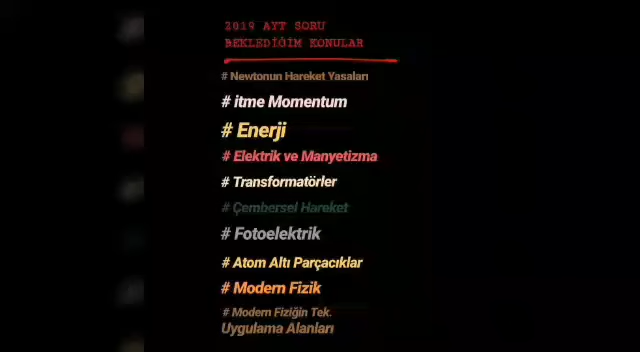 2019 AYT SORU
BEKLEDİĞİM KONULAR
# Newtonun Hareket Yasaları
# itme Momentum
# Enerji
# Elektrik ve Manyetizma
# Transformatörler
# Çembersel Hareket
# Fotoelektrik
# Atom Altı Parçacıklar
# Modern Fizik
# Modern Fiziğin Tek.
Uygulama Alanları